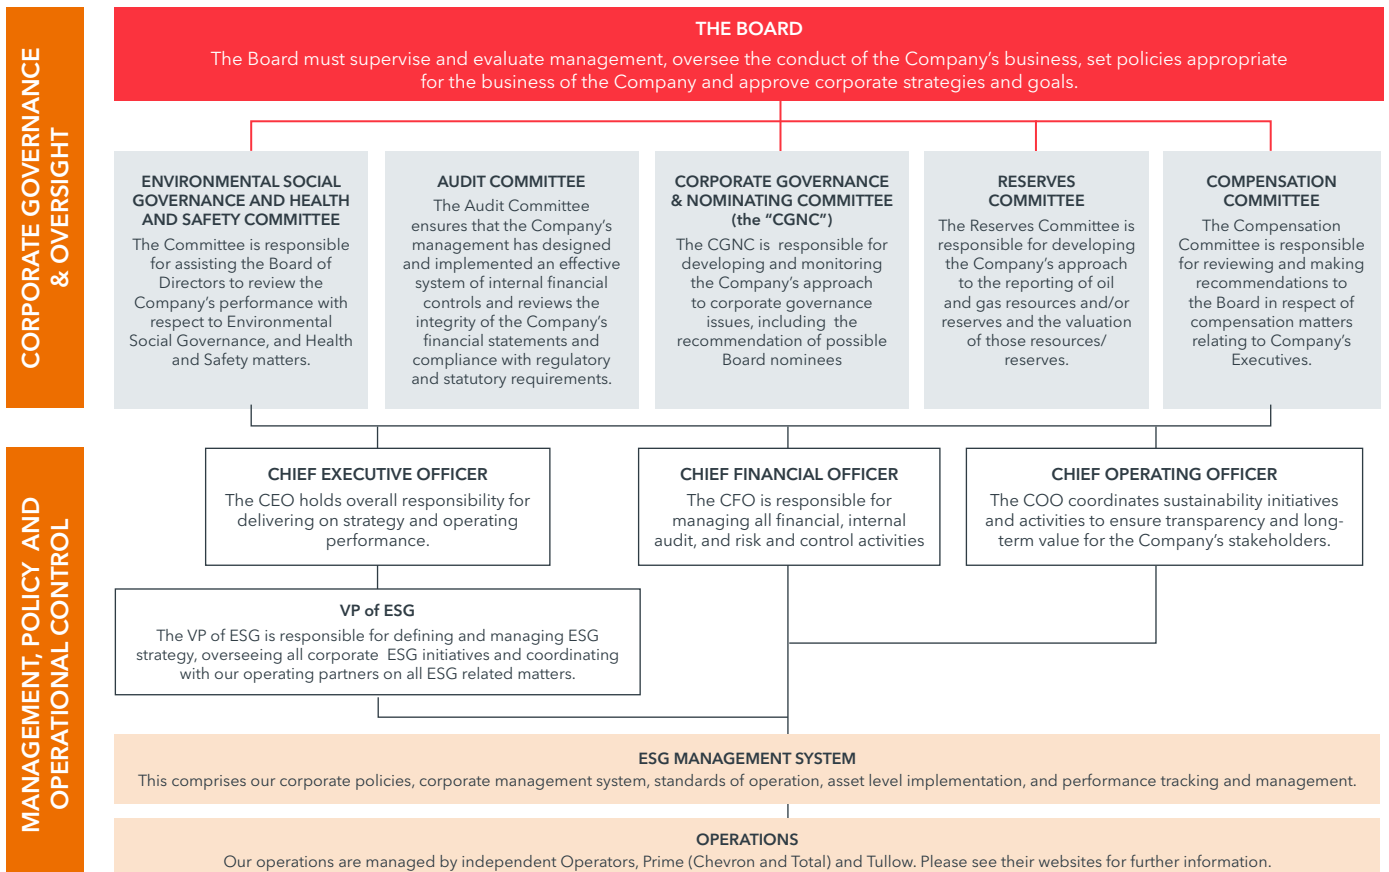 CORPORATE GOVERNANCE
& OVERSIGHT
THE BOARD
The Board must supervise and evaluate management, oversee the conduct of the Company’s business, set policies appropriate
for the business of the Company and approve corporate strategies and goals.
ENVIRONMENTAL SOCIAL
GOVERNANCE AND HEALTH
AND SAFETY COMMITTEE
The Committee is responsible
for assisting the Board of
Directors to review the
Company’s performance with
respect to Environmental
Social Governance, and Health
and Safety matters.
AUDIT COMMITTEE
The Audit Committee
ensures that the Company’s
management has designed
and implemented an effective
system of internal financial
controls and reviews the
integrity of the Company’s
financial statements and
compliance with regulatory
and statutory requirements.
CORPORATE GOVERNANCE
& NOMINATING COMMITTEE
(the “CGNC”)
The CGNC is responsible for
developing and monitoring
the Company’s approach
to corporate governance
issues, including the
recommendation of possible
Board nominees
RESERVES
COMMITTEE
The Reserves Committee is
responsible for developing
the Company’s approach
to the reporting of oil
and gas resources and/or
reserves and the valuation
of those resources/
reserves.
COMPENSATION
COMMITTEE
The Compensation
Committee is responsible
for reviewing and making
recommendations to
the Board in respect of
compensation matters
relating to Company’s
Executives.
MANAGEMENT, POLICY AND
OPERATIONAL CONTROL
CHIEF EXECUTIVE OFFICER
The CEO holds overall responsibility for
delivering on strategy and operating
performance.
CHIEF FINANCIAL OFFICER
The CFO is responsible for
managing all financial, internal
audit, and risk and control activities
CHIEF OPERATING OFFICER
The COO coordinates sustainability initiatives
and activities to ensure transparency and long-
term value for the Company’s stakeholders.
VP of ESG
The VP of ESG is responsible for defining and managing ESG
strategy, overseeing all corporate ESG initiatives and coordinating
with our operating partners on all ESG related matters.
ESG MANAGEMENT SYSTEM
This comprises our corporate policies, corporate management system, standards of operation, asset level implementation, and performance tracking and management.
OPERATIONS
Our operations are managed by independent Operators, Prime (Chevron and Total) and Tullow. Please see their websites for further information.